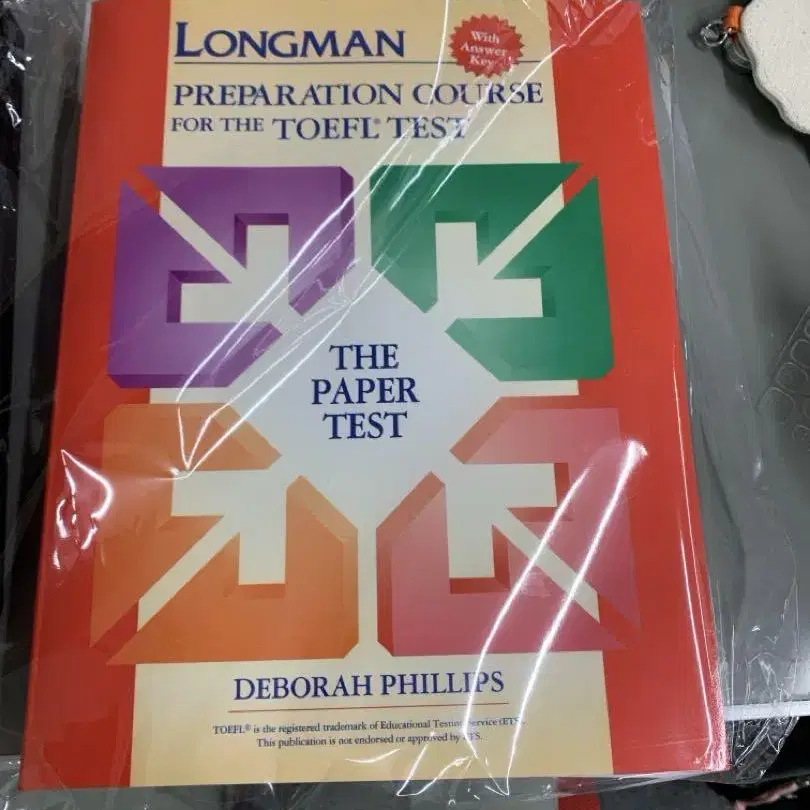 LONGMAN
With
Answer
Key
PREPARATION COURSE
FOR THE TOEFL® TEST
THE
PAPER
TEST
DEBORAH PHILLIPS
TOEFL® is the registered trademark of Educational Testing Service (ETS).
This publication is not endorsed or approved by ETS.